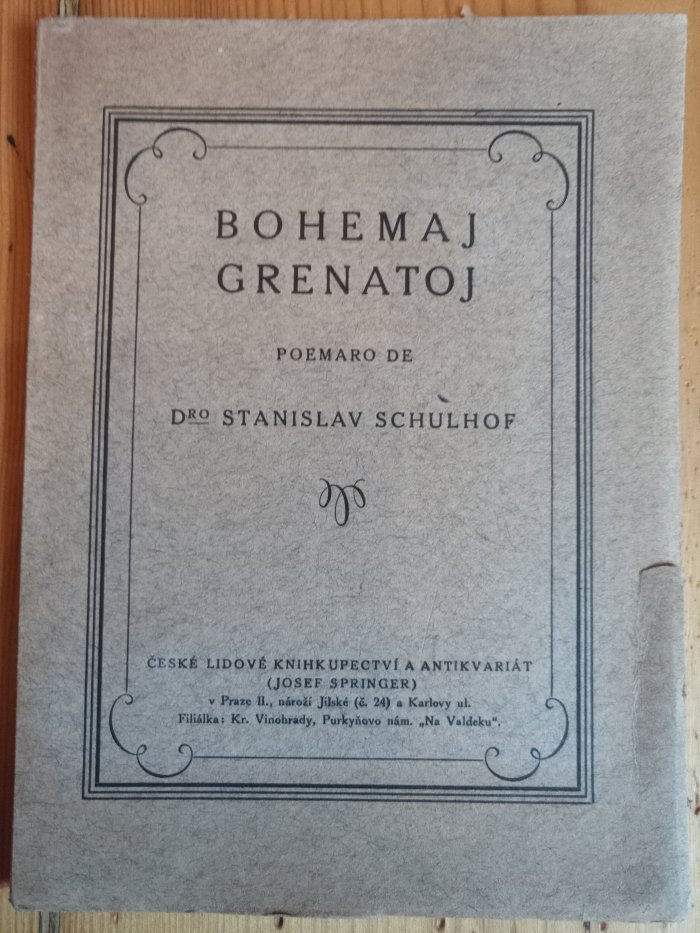 BOHEMAJ
GRENATOJ
POEMARO DE
DRO STANISLAV SCHULHOF
ČESKÉ LIDOVÉ KNIHKUPECTVÍ A ANTIKVARIÁT
(JOSEF SPRINGER)
v Praze II., nároží Jilské (č. 24) a Karlovy ul.
Filiálka: Kr. Vinohrady, Purkyňovo nám. „Na Valdeku“.